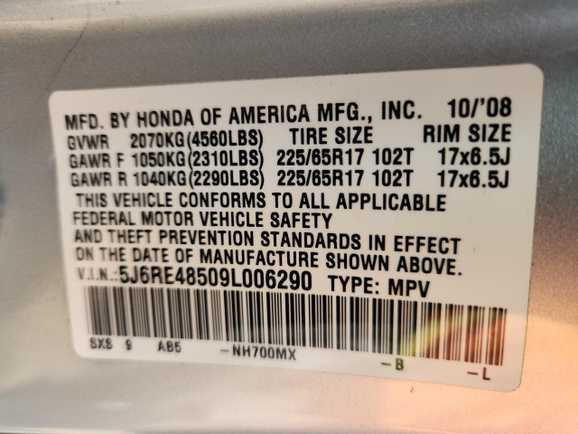 MFD. BY HONDA OF AMERICA MFG., INC. 10/'08
GVWR 2070KG(4560LBS) TIRE SIZE RIM SIZE
GAWR F 1050KG(2310LBS) 225/65R17 102T 17x6.5J
GAWR R 1040KG(2290LBS) 225/65R17 102T 17x6.5J
THIS VEHICLE CONFORMS TO ALL APPLICABLE
FEDERAL MOTOR VEHICLE SAFETY
AND THEFT PREVENTION STANDARDS IN EFFECT
ON THE DATE OF MANUFACTURE SHOWN ABOVE.
V.I.N.:5J6RE48509L006290 TYPE: MPV
SXS 9 AB5 -NH700MX -B -L